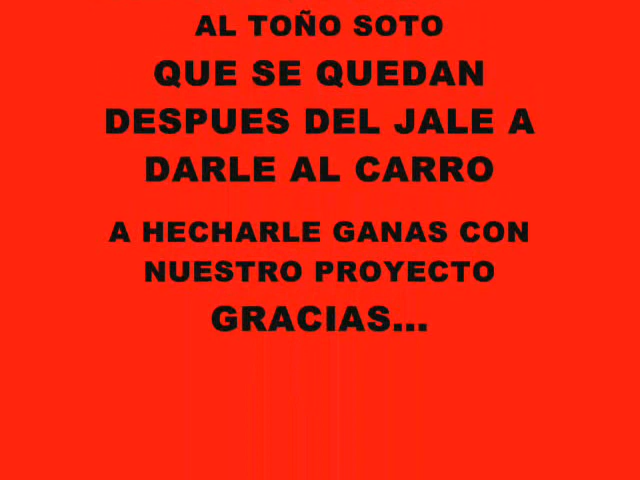 AL TOÑO SOTO
QUE SE QUEDAN
DESPUES DEL JALE A
DARLE AL CARRO
A HECHARLE GANAS CON
NUESTRO PROYECTO
GRACIAS...